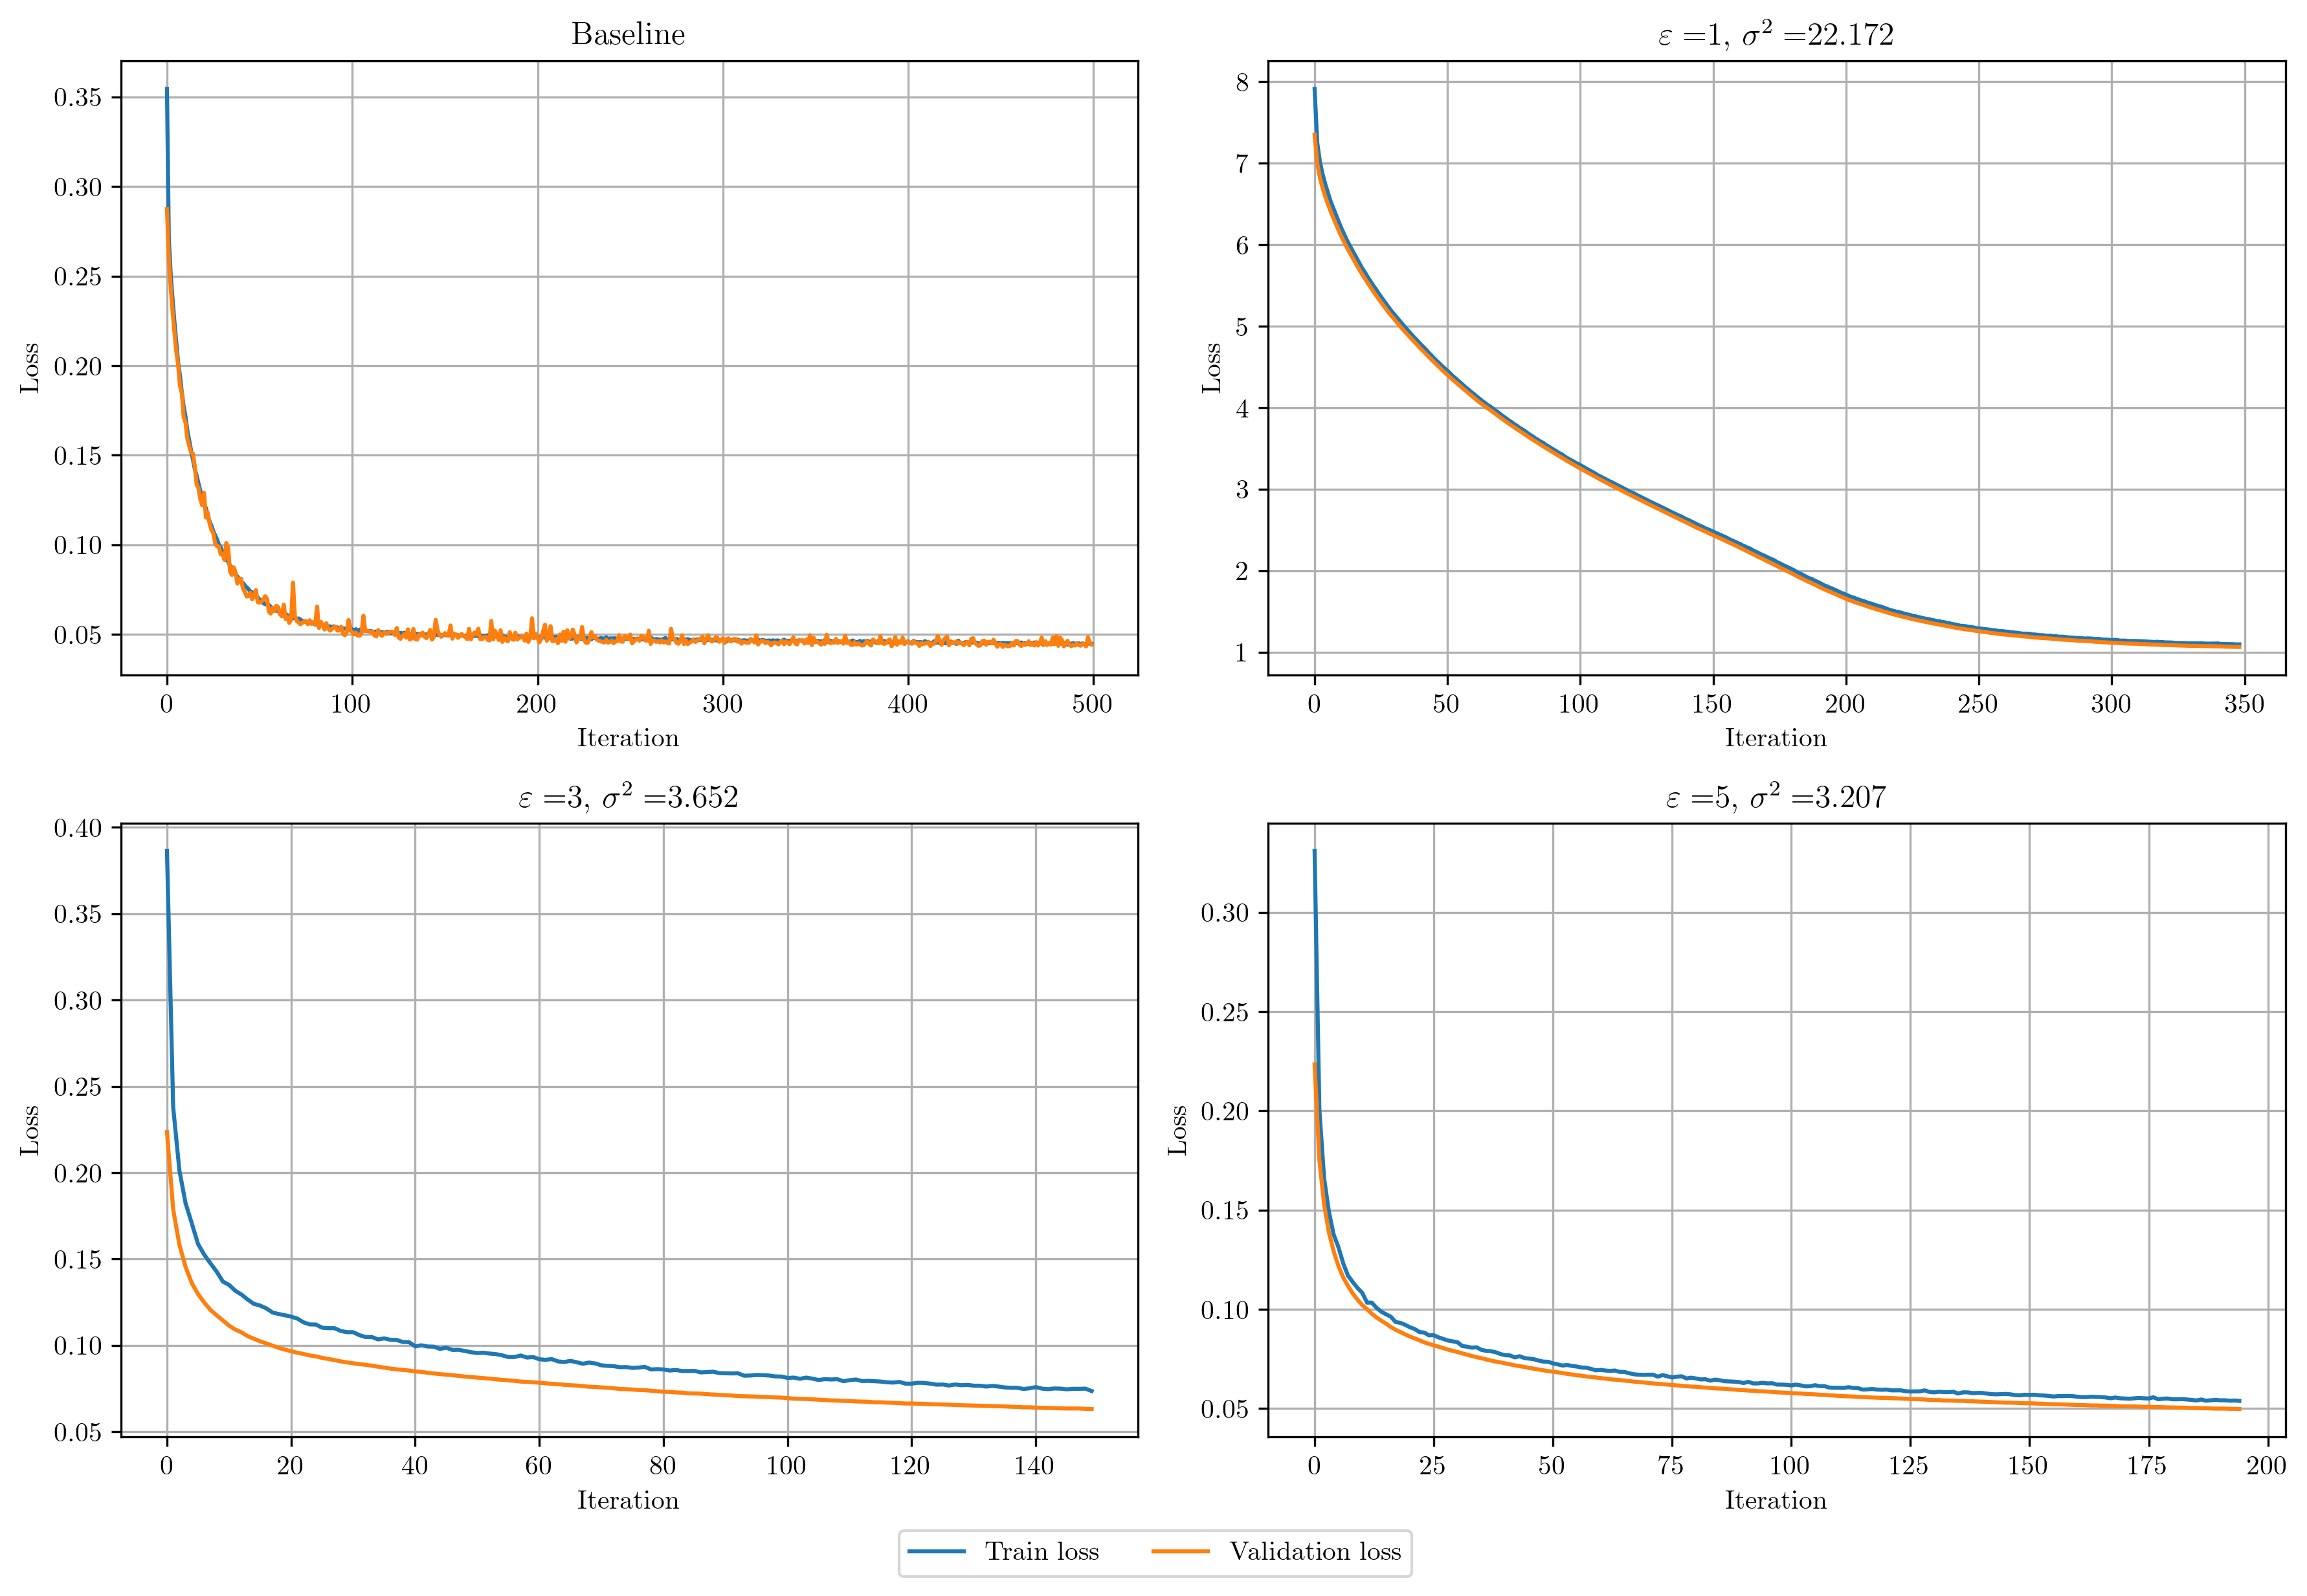 Baseline
0.35
0.30
0.25
0.20
0.15
0.10
0.05
Loss
0 100 200 300 400 500
Iteration
ε =1, σ² =22.172
8
7
6
5
4
3
2
1
Loss
0 50 100 150 200 250 300 350
Iteration
ε =3, σ² =3.652
0.40
0.35
0.30
0.25
0.20
0.15
0.10
0.05
Loss
0 20 40 60 80 100 120 140
Iteration
ε =5, σ² =3.207
0.30
0.25
0.20
0.15
0.10
0.05
Loss
0 25 50 75 100 125 150 175 200
Iteration
Train loss Validation loss